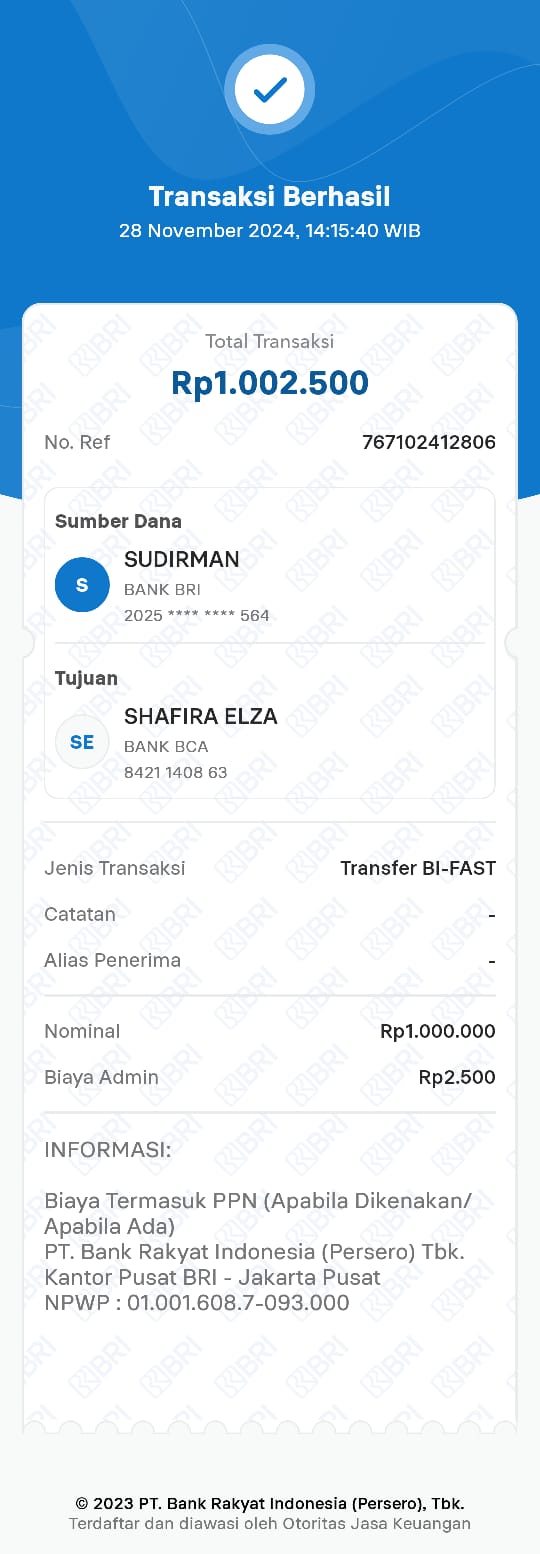 Transaksi Berhasil
28 November 2024, 14:15:40 WIB
Total Transaksi
Rp1.002.500
No. Ref 767102412806
Sumber Dana
S
SUDIRMAN
BANK BRI
2025 **** **** 564
Tujuan
SE
SHAFIRA ELZA
BANK BCA
8421 1408 63
Jenis Transaksi Transfer BI-FAST
Catatan -
Alias Penerima -
Nominal Rp1.000.000
Biaya Admin Rp2.500
INFORMASI:
Biaya Termasuk PPN (Apabila Dikenakan/
Apabila Ada)
PT. Bank Rakyat Indonesia (Persero) Tbk.
Kantor Pusat BRI - Jakarta Pusat
NPWP : 01.001.608.7-093.000
© 2023 PT. Bank Rakyat Indonesia (Persero), Tbk.
Terdaftar dan diawasi oleh Otoritas Jasa Keuangan